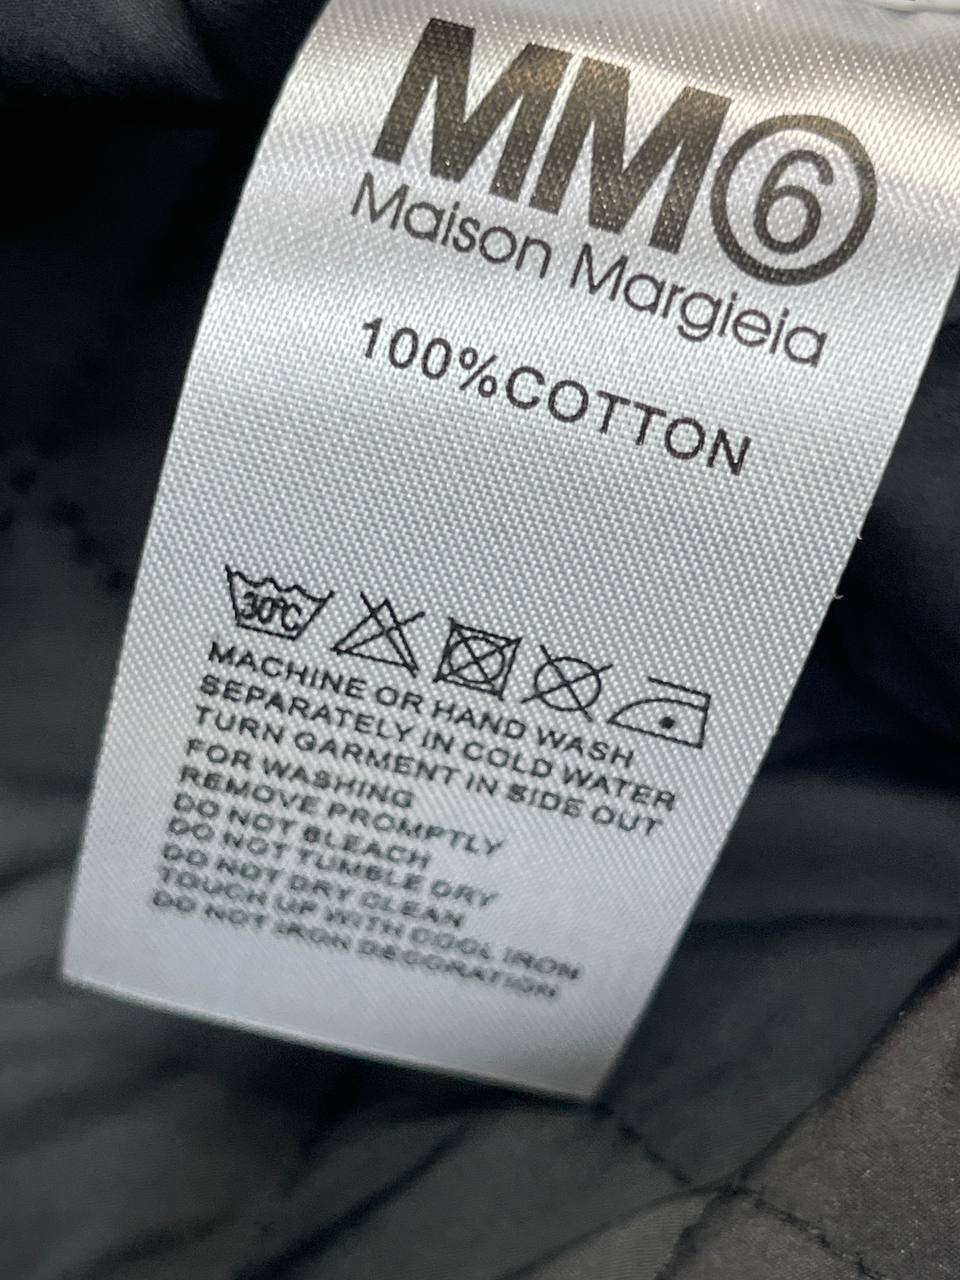 MM6
Maison Margieia
100%COTTON
30°C
MACHINE OR HAND WASH
SEPARATELY IN COLD WATER
TURN GARMENT IN SIDE OUT
FOR WASHING
REMOVE PROMPTLY
DO NOT BLEACH
DO NOT TUMBLE DRY
DO NOT DRY CLEAN
TOUCH UP WITH COOL IRON
DO NOT IRON DECORATION